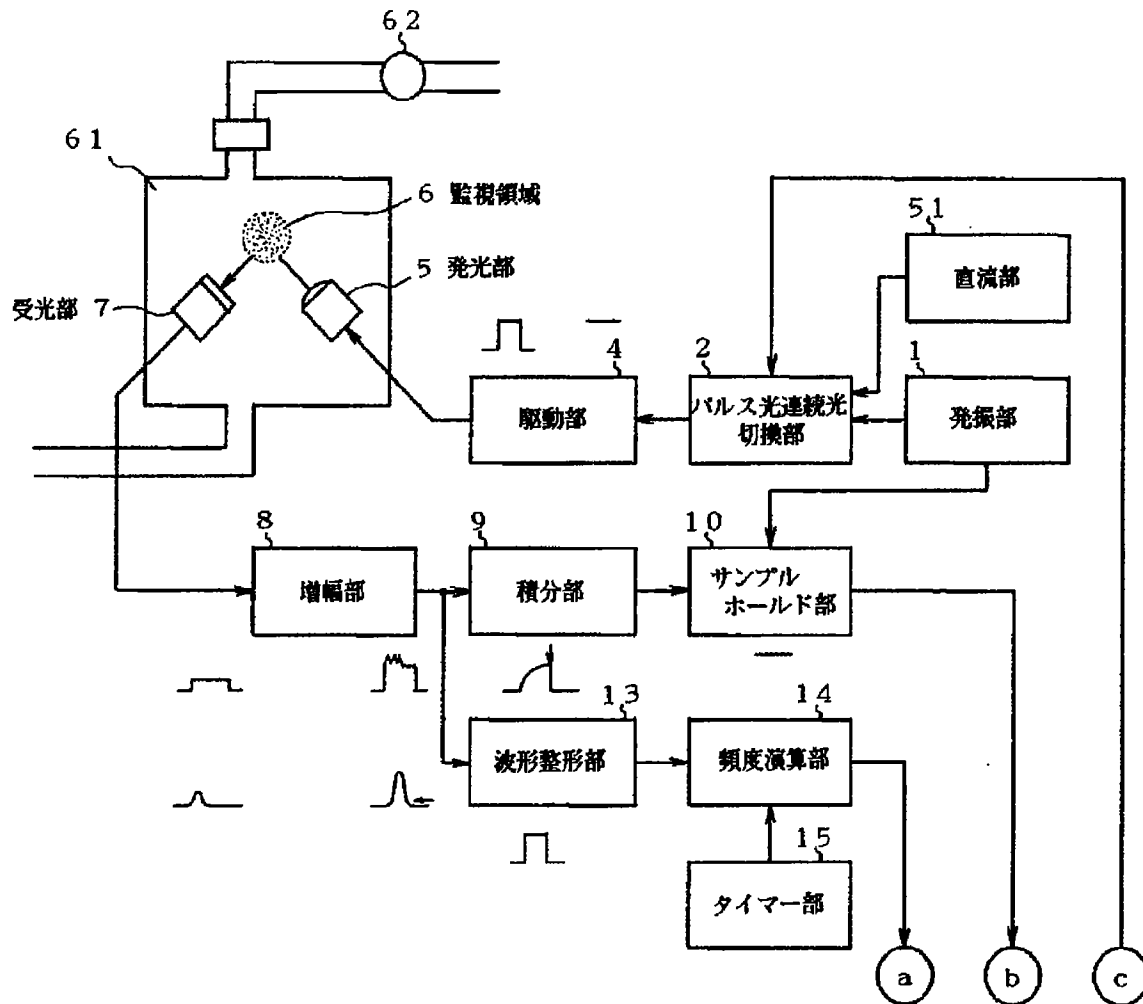 62
61
6 監視領域
5 発光部
受光部 7
51
直流部
4
駆動部
2
パルス光連続光
切換部
1
発振部
8
増幅部
9
積分部
10
サンプル
ホールド部
13
波形整形部
14
頻度演算部
15
タイマー部
a
b
c